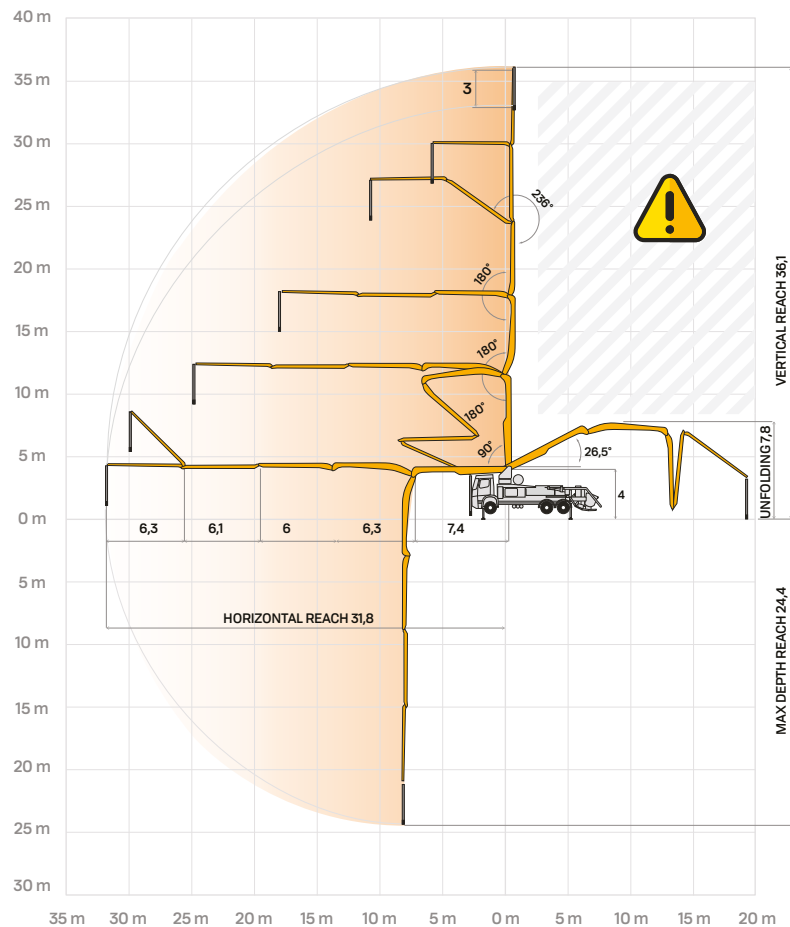 40 m
35 m
3
30 m
25 m
236°
20 m
180°
15 m
180°
10 m
180°
90°
5 m
26,5°
4
0 m
6,3
6,1
6
6,3
7,4
5 m
HORIZONTAL REACH 31,8
10 m
15 m
20 m
25 m
30 m
VERTICAL REACH 36,1
UNFOLDING 7,8
MAX DEPTH REACH 24,4
35 m 30 m 25 m 20 m 15 m 10 m 5 m 0 m 5 m 10 m 15 m 20 m